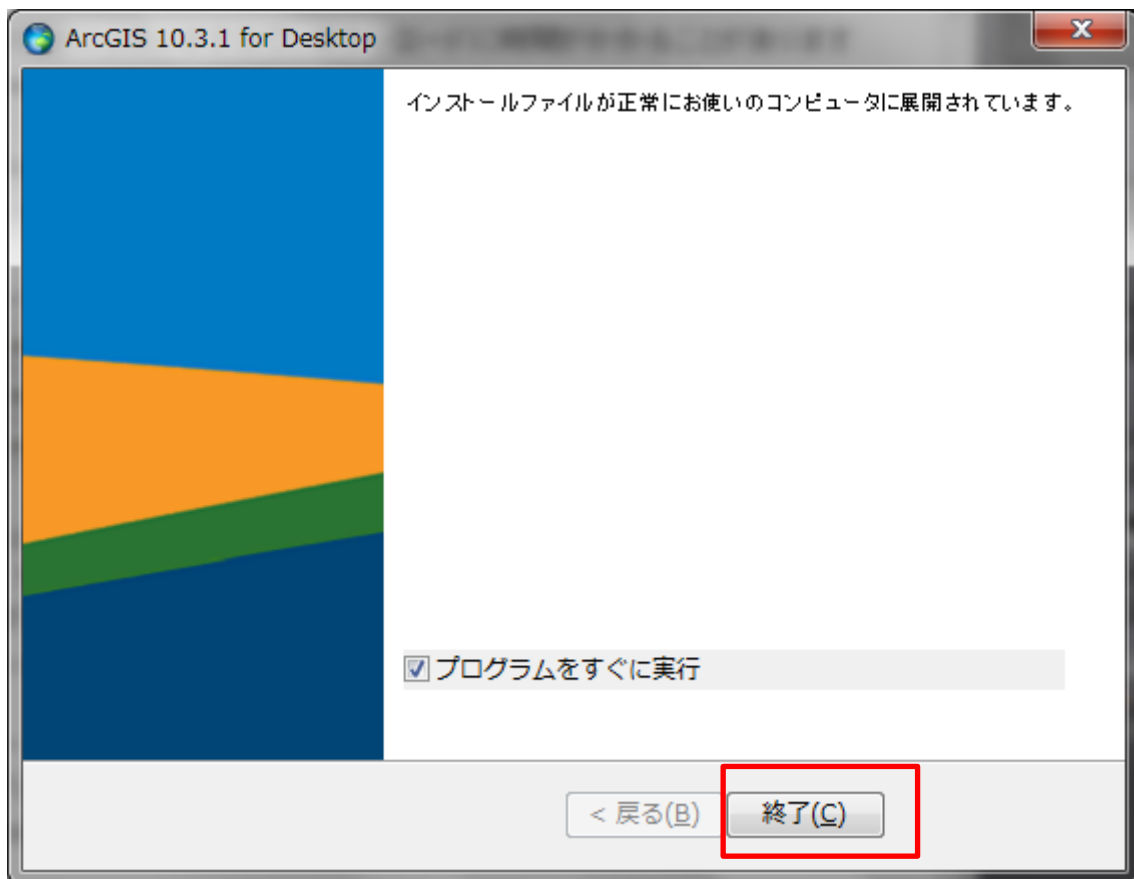 ArcGIS 10.3.1 for Desktop
インストールファイルが正常にお使いのコンピュータに展開されています。
プログラムをすぐに実行
< 戻る(B)
終了(C)